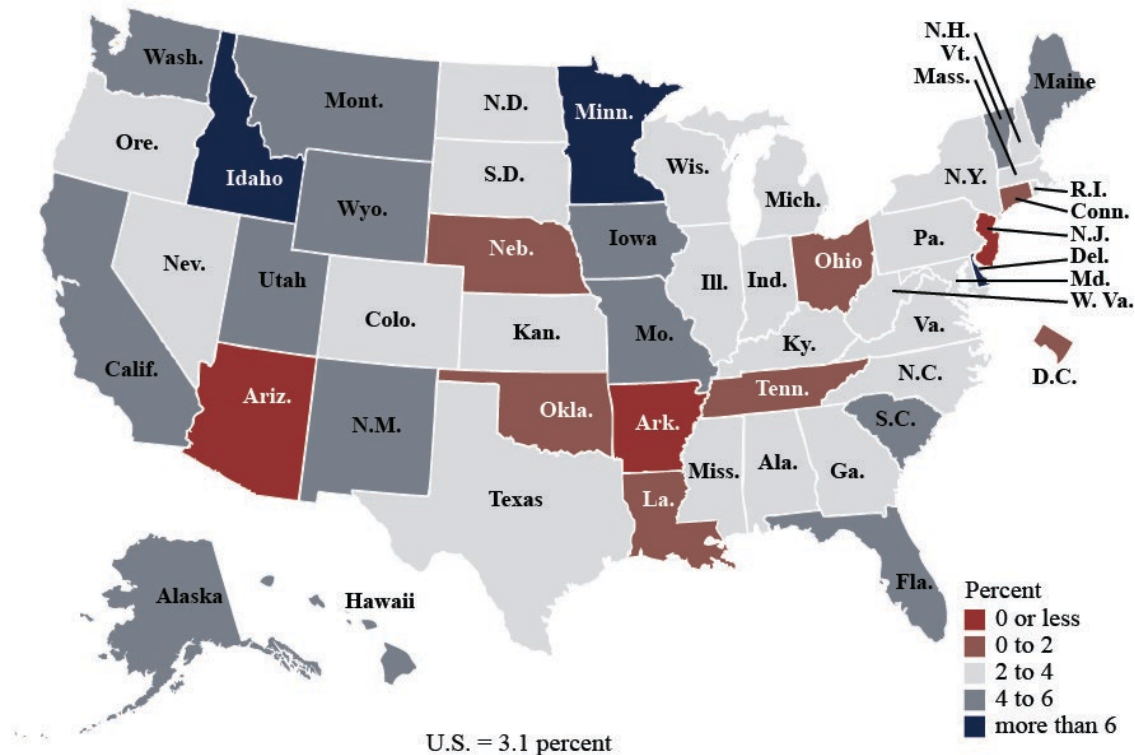 N.H.
Vt.
Mass.
Wash.
Maine
Mont.
N.D.
Minn.
Ore.
Idaho
S.D.
Wis.
Mich.
N.Y.
R.I.
Conn.
N.J.
Del.
Md.
W. Va.
Wyo.
Neb.
Iowa
Ohio
Pa.
Nev.
Utah
Colo.
Kan.
Mo.
Ill.
Ind.
Ky.
Va.
N.C.
D.C.
Calif.
Ariz.
N.M.
Okla.
Ark.
Tenn.
S.C.
Texas
La.
Miss.
Ala.
Ga.
Fla.
Alaska
Hawaii
Percent
0 or less
0 to 2
2 to 4
4 to 6
more than 6
U.S. = 3.1 percent